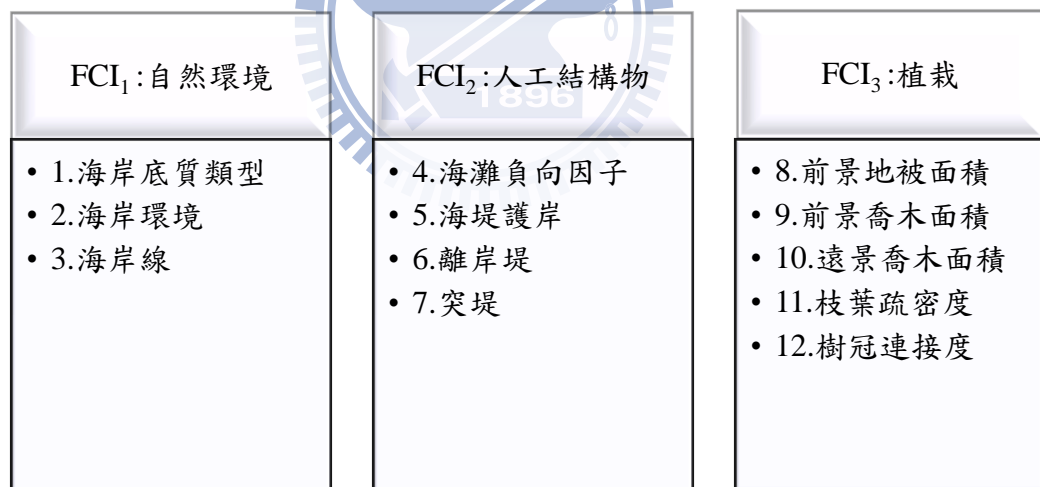 FCI₁:自然環境
• 1.海岸底質類型
• 2.海岸環境
• 3.海岸線
FCI₂:人工結構物
1896
• 4.海灘負向因子
• 5.海堤護岸
• 6.離岸堤
• 7.突堤
FCI₃:植栽
• 8.前景地被面積
• 9.前景喬木面積
• 10.遠景喬木面積
• 11.枝葉疏密度
• 12.樹冠連接度